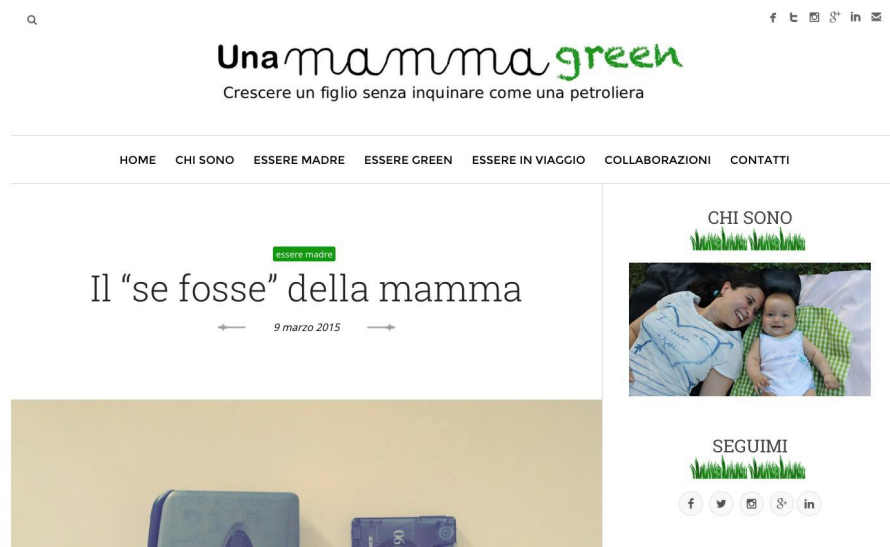 Una mamma green
Crescere un figlio senza inquinare come una petroliera
HOME CHI SONO ESSERE MADRE ESSERE GREEN ESSERE IN VIAGGIO COLLABORAZIONI CONTATTI
essere madre
Il “se fosse” della mamma
9 marzo 2015
90
CHI SONO
SEGUIMI